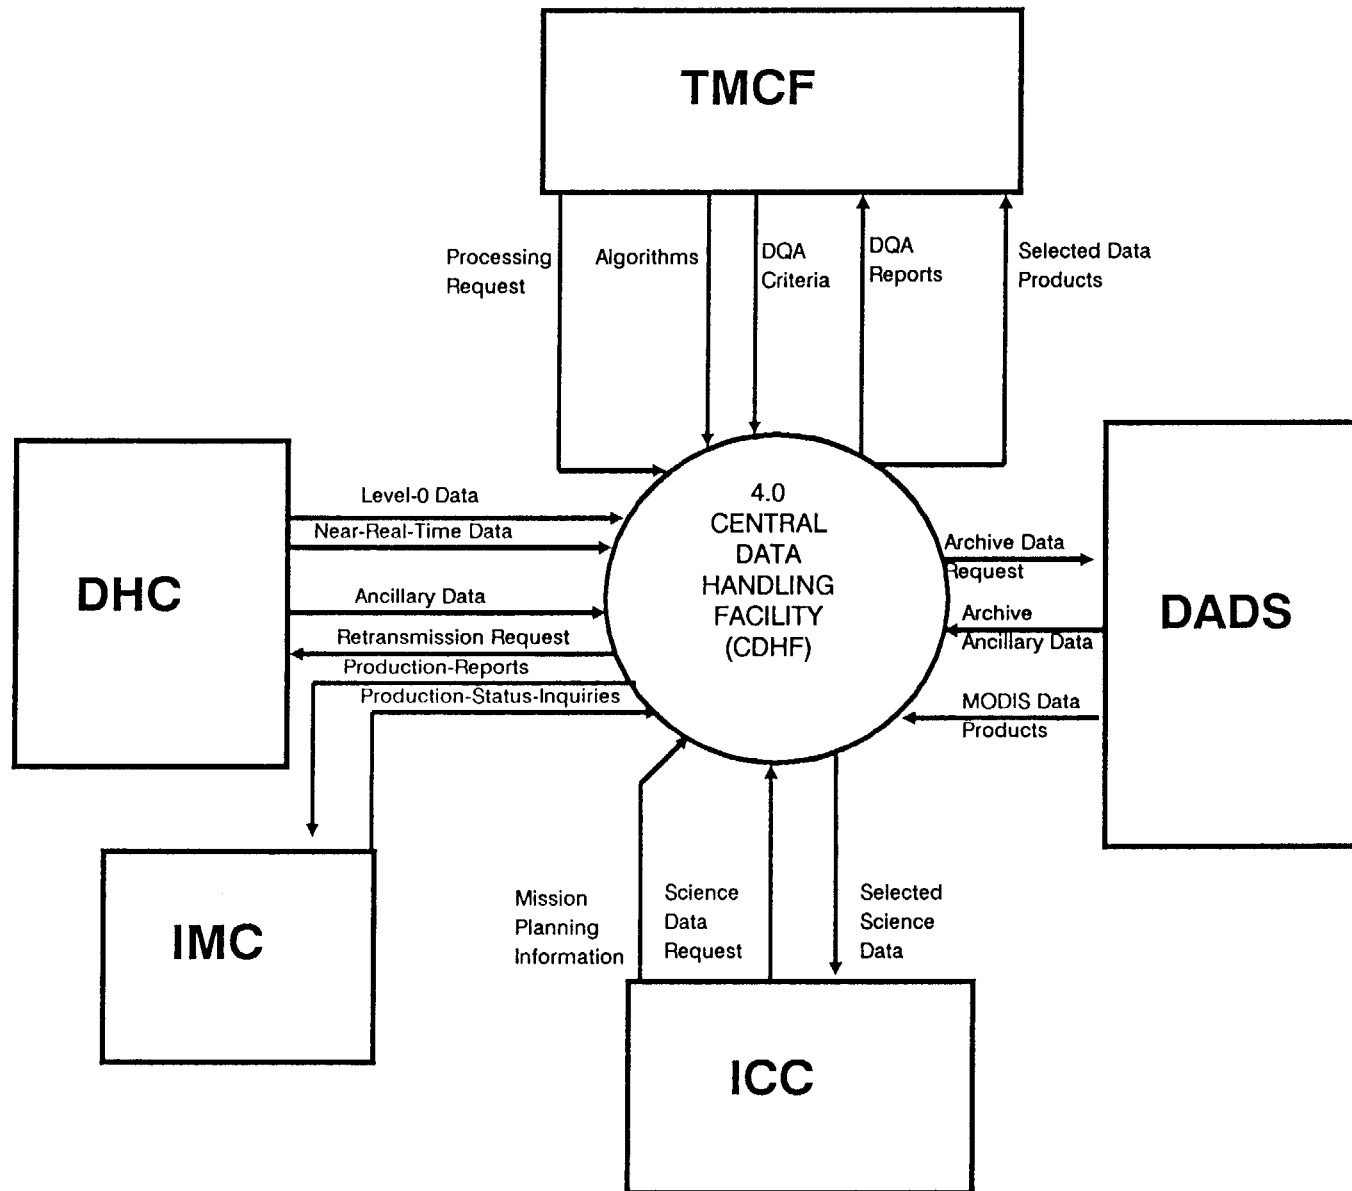 TMCF
Processing
Request
Algorithms
DQA
Criteria
DQA
Reports
Selected Data
Products
DHC
Level-0 Data
Near-Real-Time Data
Ancillary Data
Retransmission Request
Production-Reports
Production-Status-Inquiries
4.0
CENTRAL
DATA
HANDLING
FACILITY
(CDHF)
Archive Data
Request
Archive
Ancillary Data
MODIS Data
Products
DADS
IMC
Mission
Planning
Information
Science
Data
Request
Selected
Science
Data
ICC